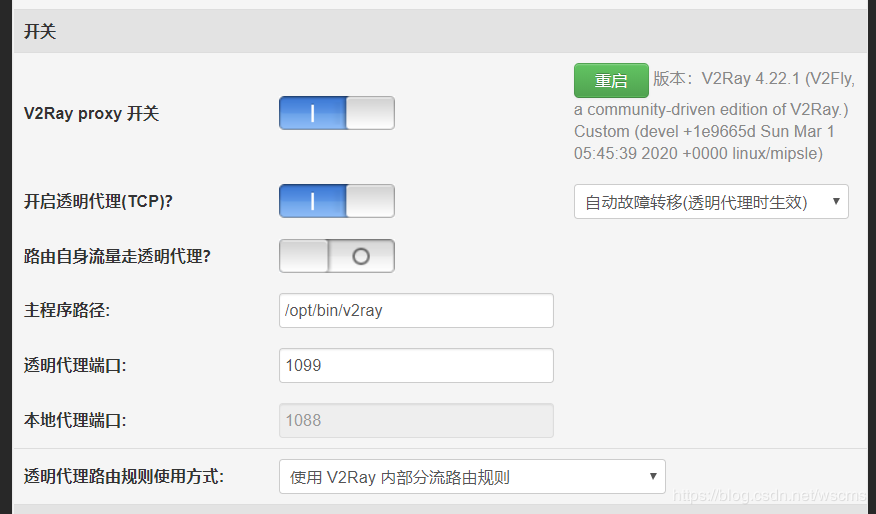 开关
重启 版本：V2Ray 4.22.1 (V2Fly,
V2Ray proxy 开关
a community-driven edition of V2Ray.)
Custom (devel +1e9665d Sun Mar 1
05:45:39 2020 +0000 linux/mipsle)
开启透明代理(TCP)?
自动故障转移(透明代理时生效)
路由自身流量走透明代理?
主程序路径:
/opt/bin/v2ray
透明代理端口:
1099
本地代理端口:
1088
透明代理路由规则使用方式:
使用 V2Ray 内部分流路由规则
https://blog.csdn.net/wscms